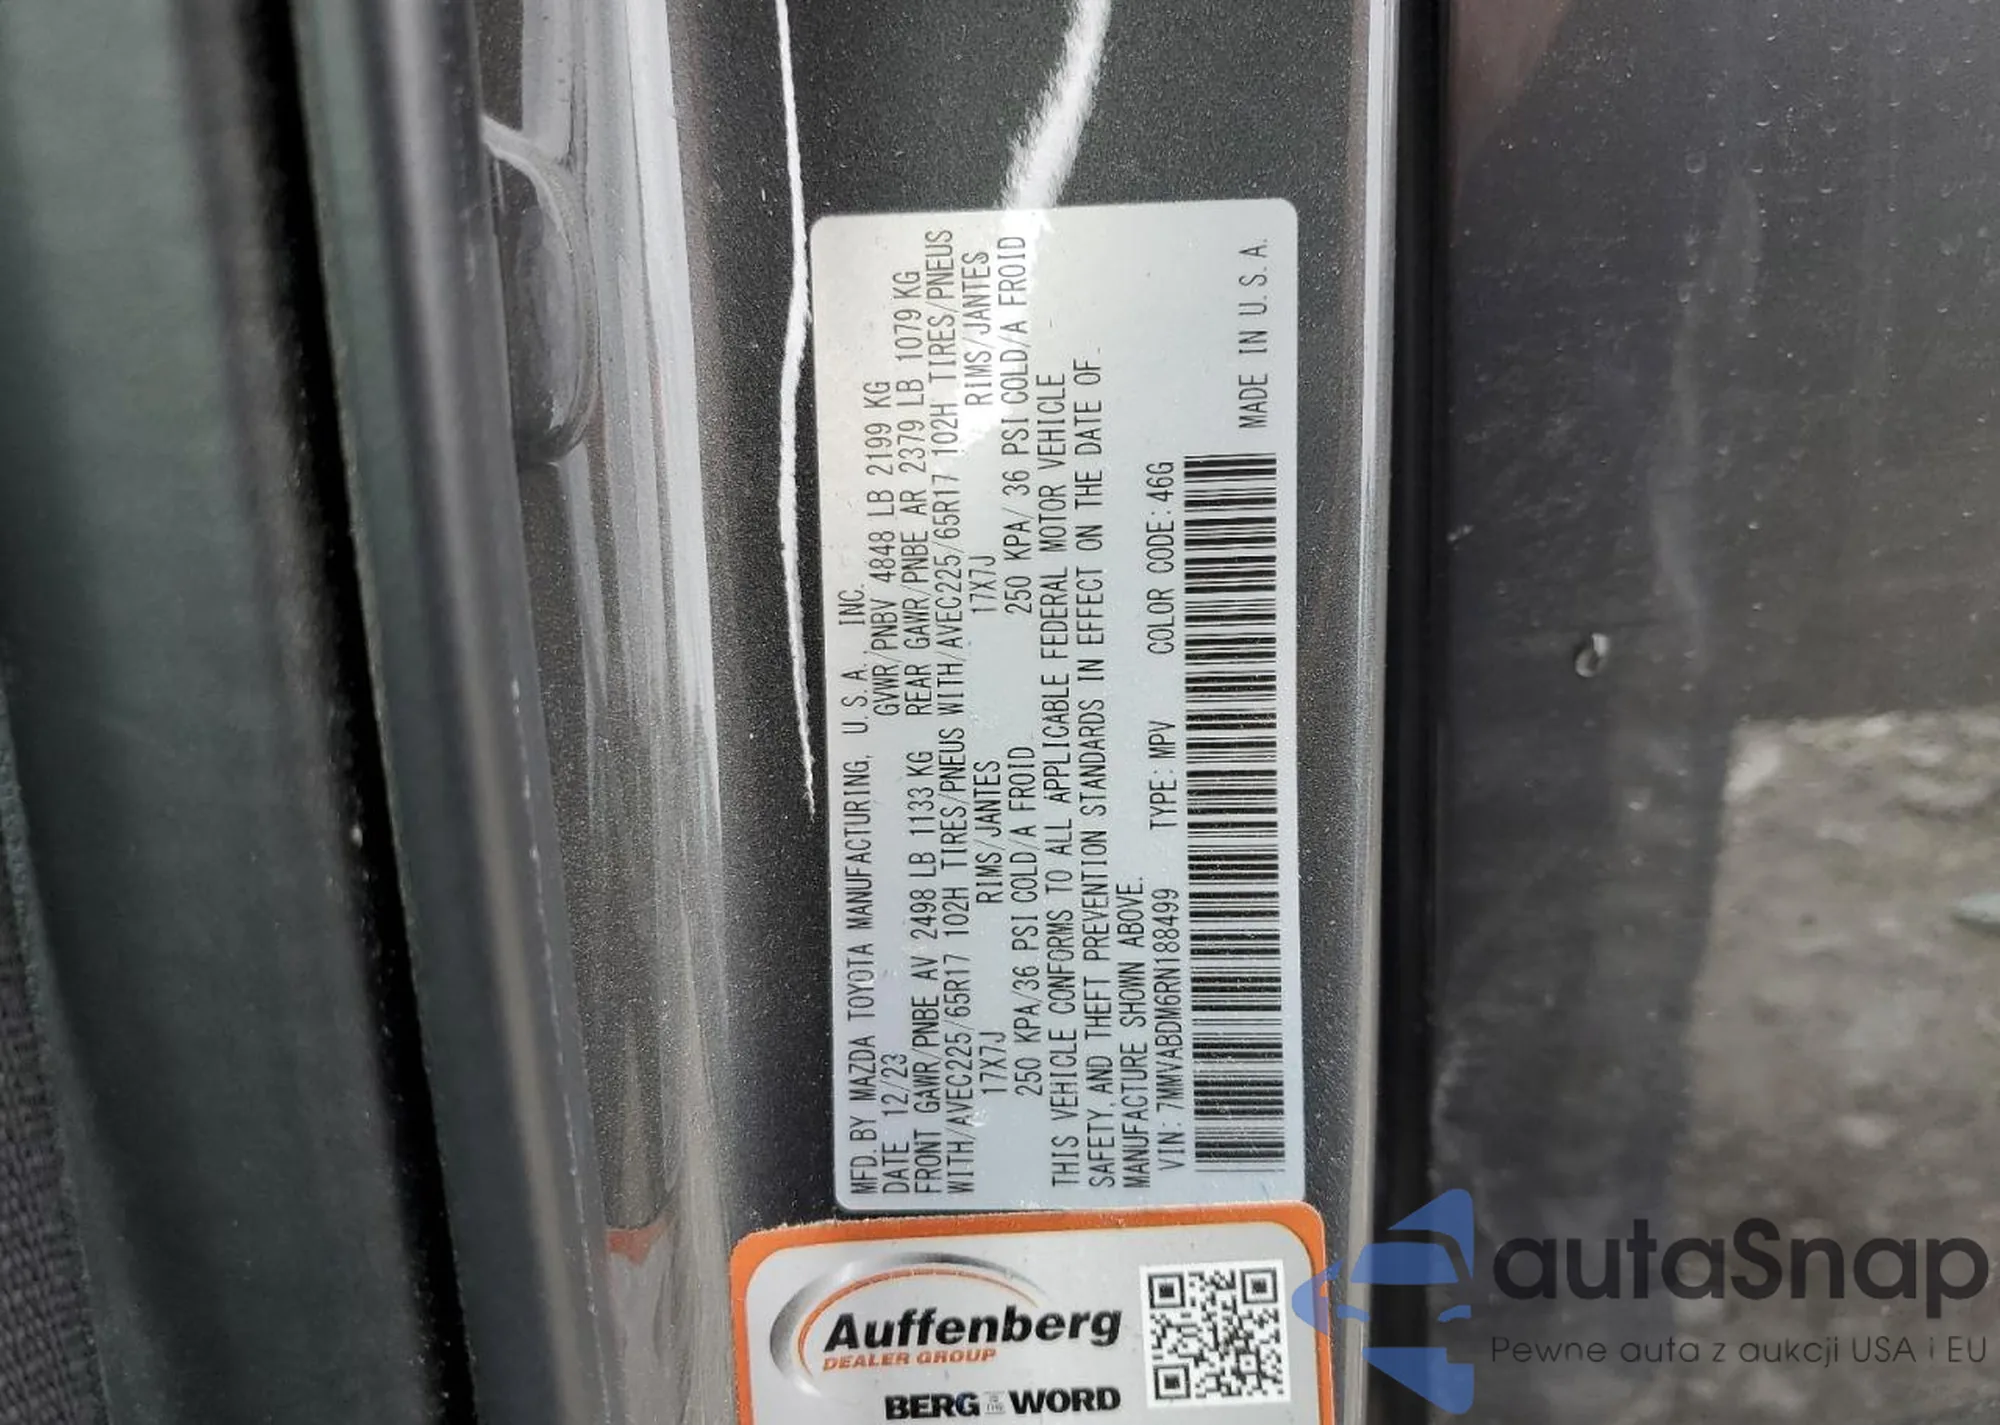 MFD. BY MAZDA TOYOTA MANUFACTURING, U.S.A., INC.
DATE 12/23 GVWR/PNBV 4848 LB 2199 KG
FRONT GAWR/PNBE AV 2498 LB 1133 KG REAR GAWR/PNBE AR 2379 LB 1079 KG
WITH/AVEC225/65R17 102H TIRES/PNEUS WITH/AVEC225/65R17 102H TIRES/PNEUS
17X7J RIMS/JANTES 17X7J RIMS/JANTES
250 KPA/36 PSI COLD/A FROID 250 KPA/ 36 PSI COLD/A FROID
THIS VEHICLE CONFORMS TO ALL APPLICABLE FEDERAL MOTOR VEHICLE
SAFETY, AND THEFT PREVENTION STANDARDS IN EFFECT ON THE DATE OF
MANUFACTURE SHOWN ABOVE.
VIN: 7MMVABDM6RN188499 TYPE: MPV COLOR CODE: 46G
MADE IN U.S.A.
Auffenberg
DEALER GROUP
BERG IS THE WORD
autaSnap
Pewne auta z aukcji USA i EU